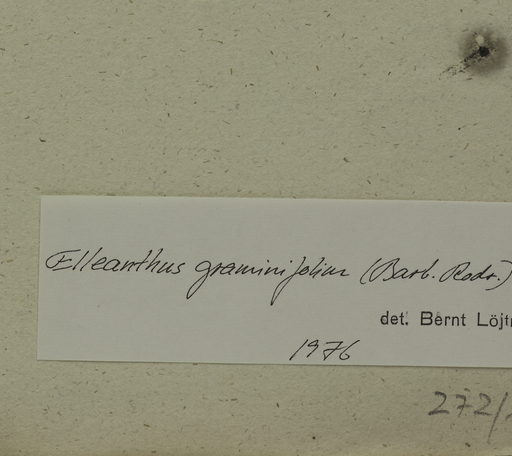 Elleanthus graminifolius (Barb. Rodr.)
det. Bernt Löjt
1976
272/